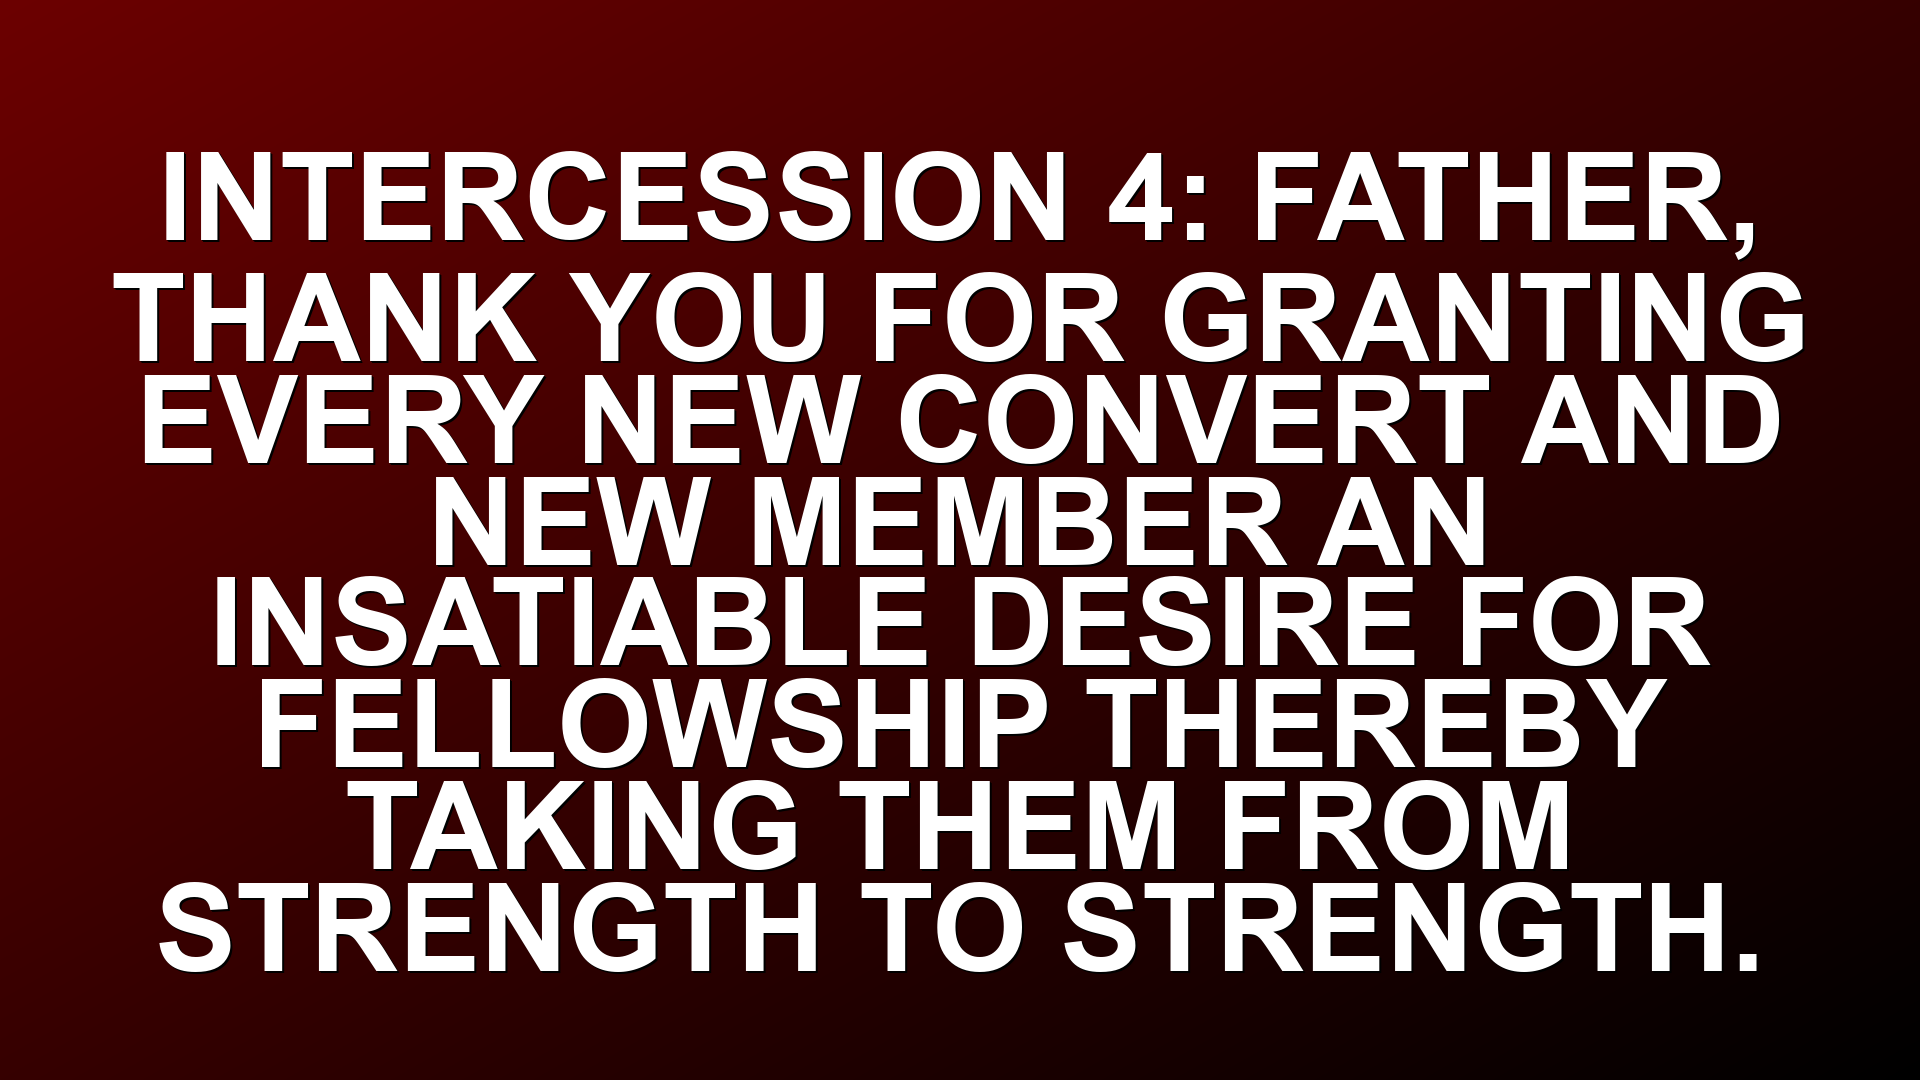 INTERCESSION 4: FATHER,
THANK YOU FOR GRANTING
EVERY NEW CONVERT AND
NEW MEMBER AN
INSATIABLE DESIRE FOR
FELLOWSHIP THEREBY
TAKING THEM FROM
STRENGTH TO STRENGTH.